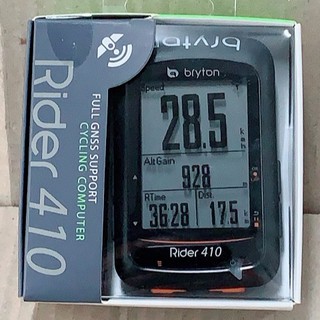 bryton
Rider 410
FULL GNSS SUPPORT
CYCLING COMPUTER
bryton
Speed
28.5
km/h
AltGain
928
m
RTime
Dist.
36:28
17.5
Rider 410